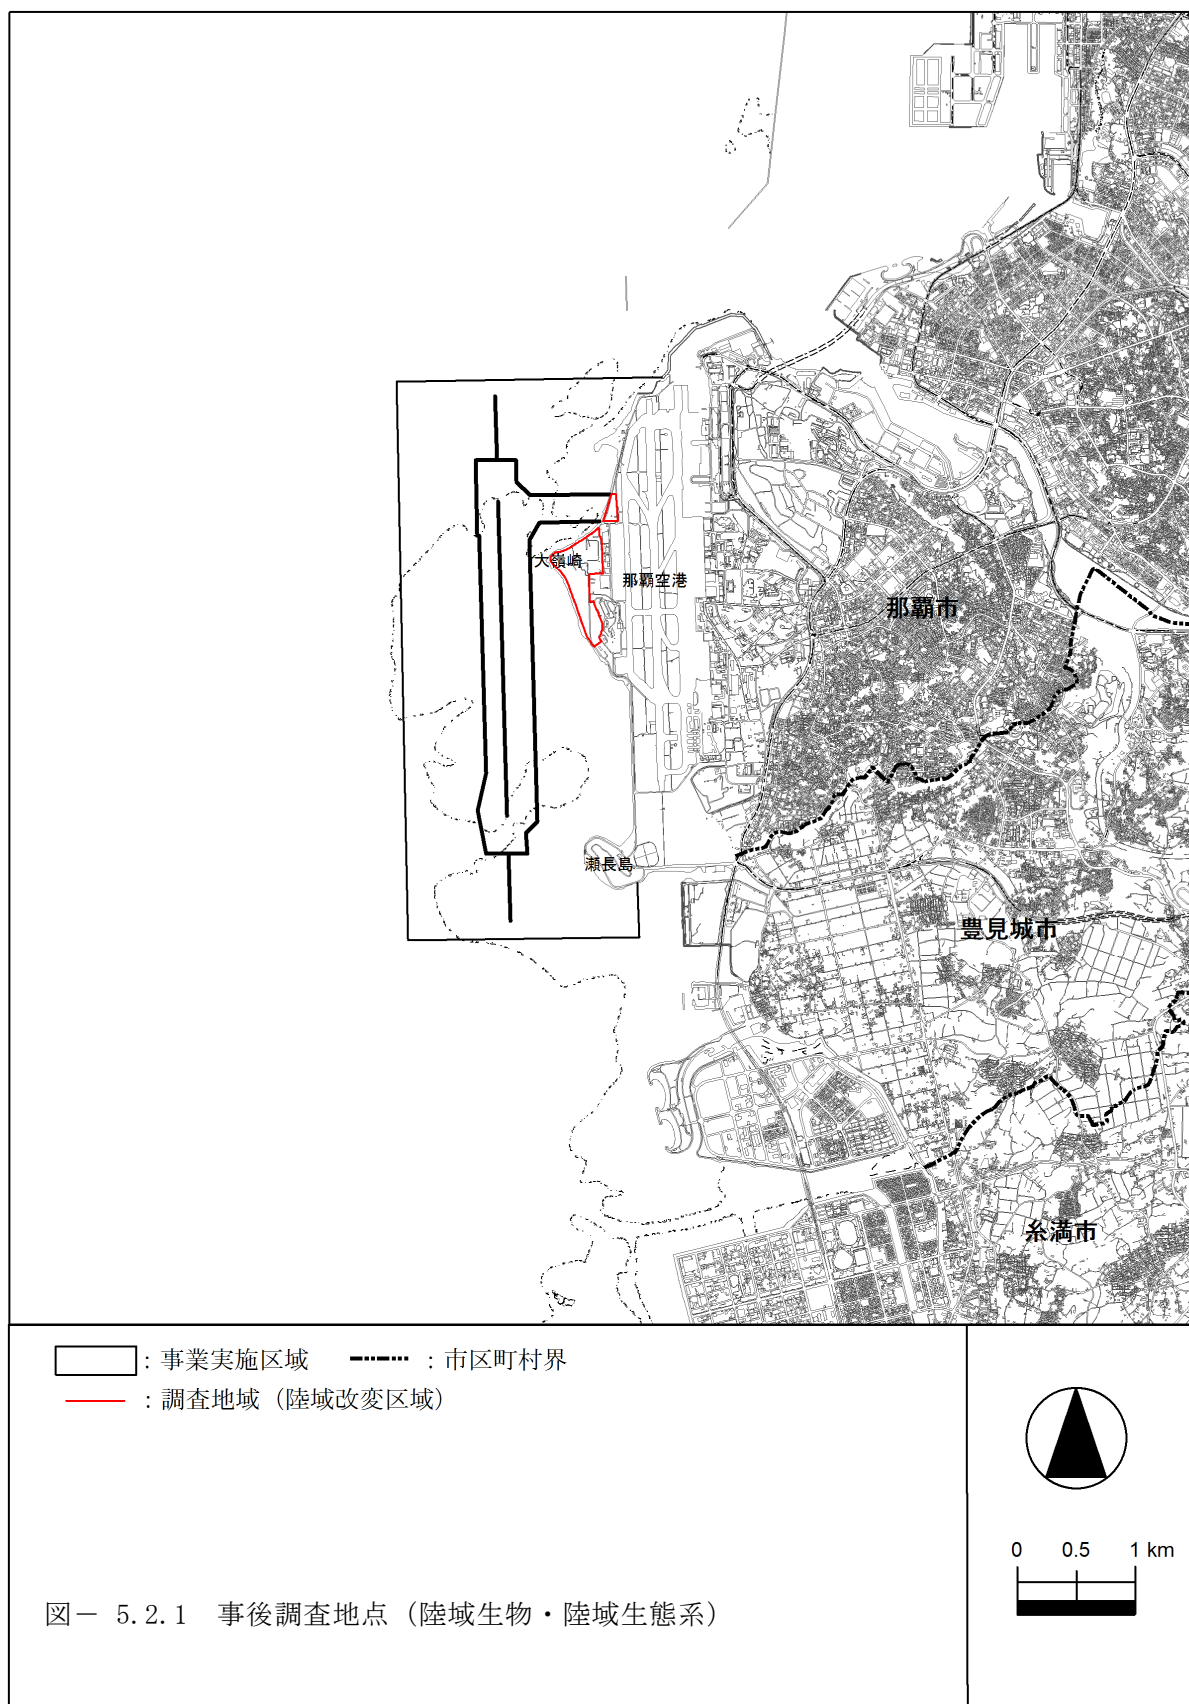 大嶺崎
那覇空港
那覇市
瀬長島
豊見城市
糸満市
：事業実施区域 ：市区町村界
：調査地域（陸域改変区域）
0 0.5 1 km
図－ 5.2.1 事後調査地点（陸域生物・陸域生態系）